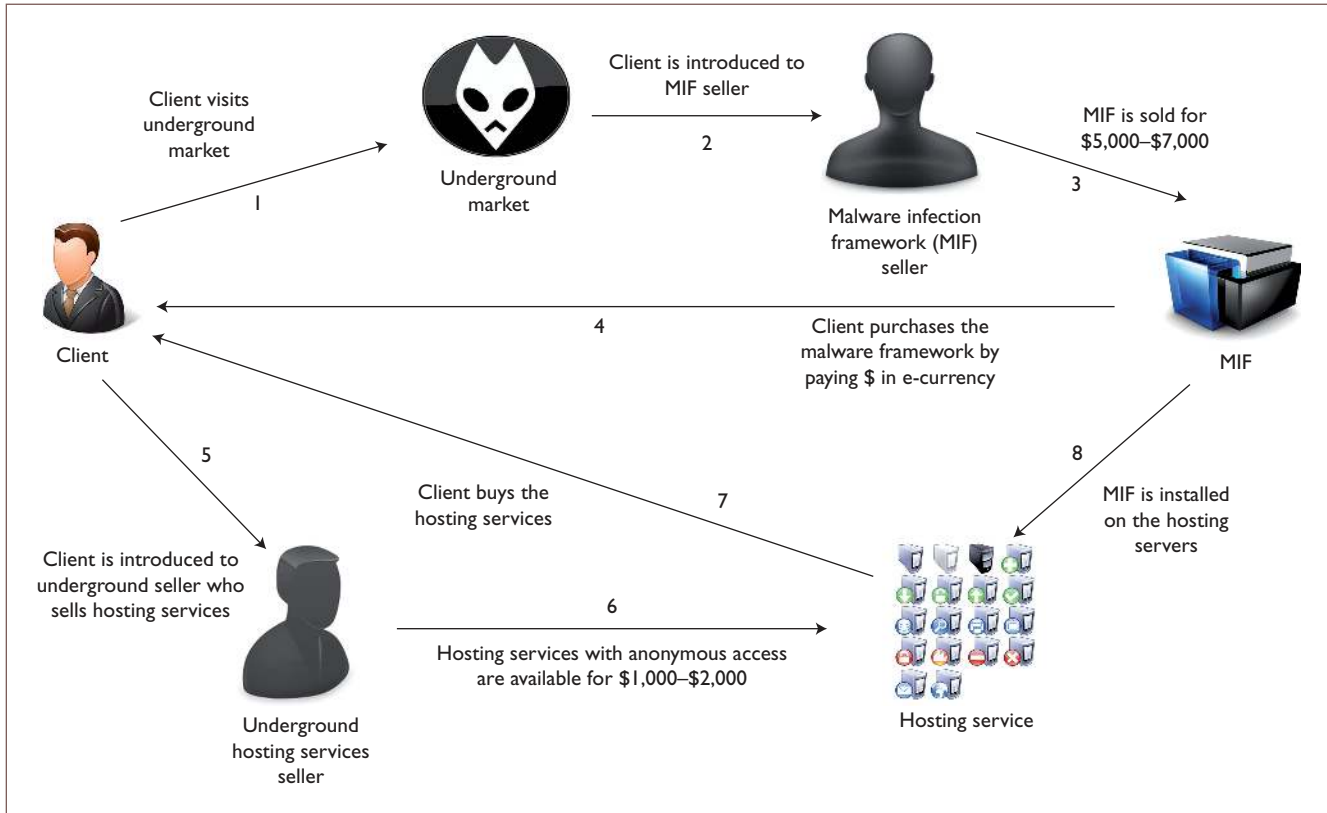 Client visits
underground
market
1
Underground
market
Client is introduced to
MIF seller
2
Malware infection
framework (MIF)
seller
MIF is sold for
$5,000–$7,000
3
MIF
4
Client purchases the
malware framework by
paying $ in e-currency
Client
5
Client is introduced to
underground seller who
sells hosting services
Underground
hosting services
seller
6
Hosting services with anonymous access
are available for $1,000–$2,000
Client buys the
hosting services
7
8
MIF is installed
on the hosting
servers
Hosting service